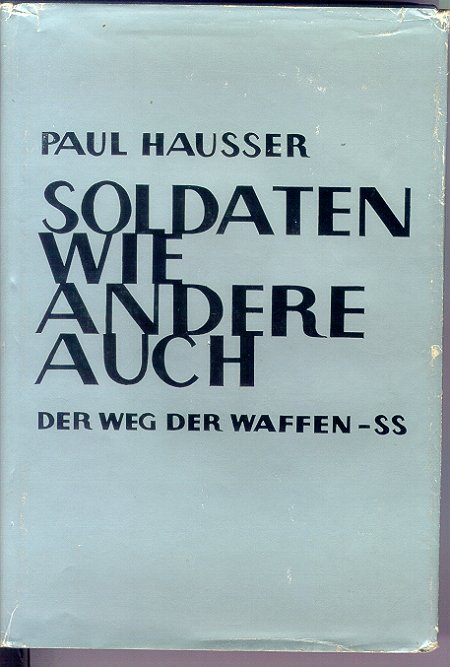 PAUL HAUSSER
SOLDATEN
WIE
ANDERE
AUCH
DER WEG DER WAFFEN-SS